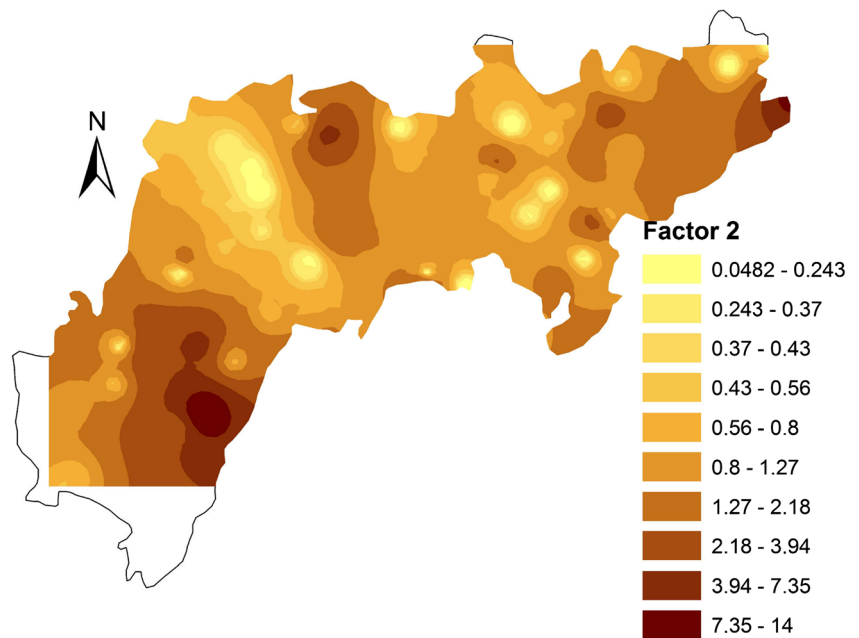 N
Factor 2
0.0482 - 0.243
0.243 - 0.37
0.37 - 0.43
0.43 - 0.56
0.56 - 0.8
0.8 - 1.27
1.27 - 2.18
2.18 - 3.94
3.94 - 7.35
7.35 - 14